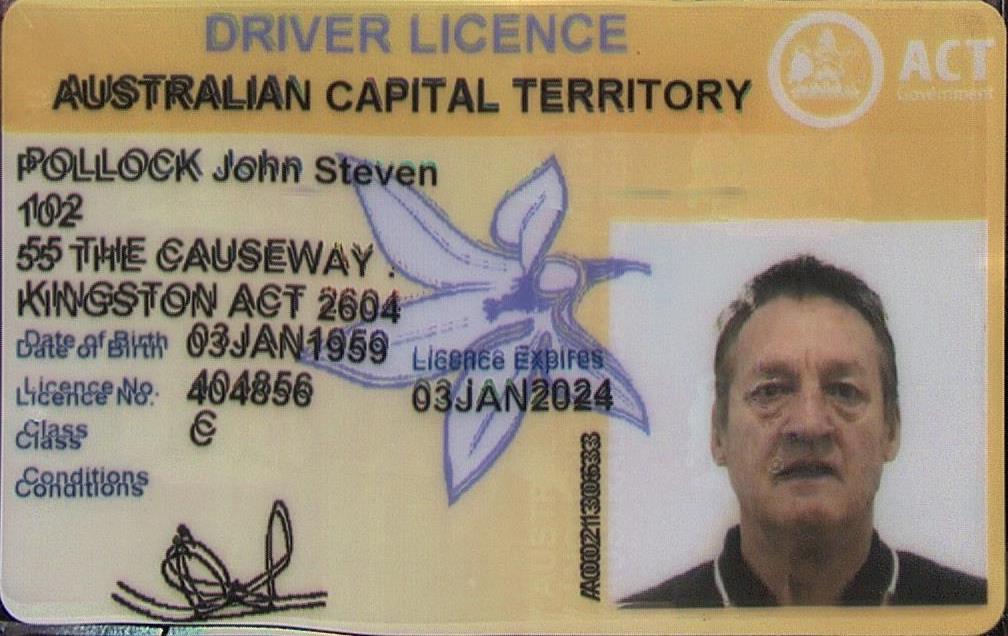 DRIVER LICENCE
AUSTRALIAN CAPITAL TERRITORY
ACT
Government
POLLOCK John Steven
102
55 THE CAUSEWAY .
KINGSTON ACT 2604
Date of Birth 03JAN1959
Licence Expires
Licence No. 404856
03JAN2024
Class C
Conditions
A002130633